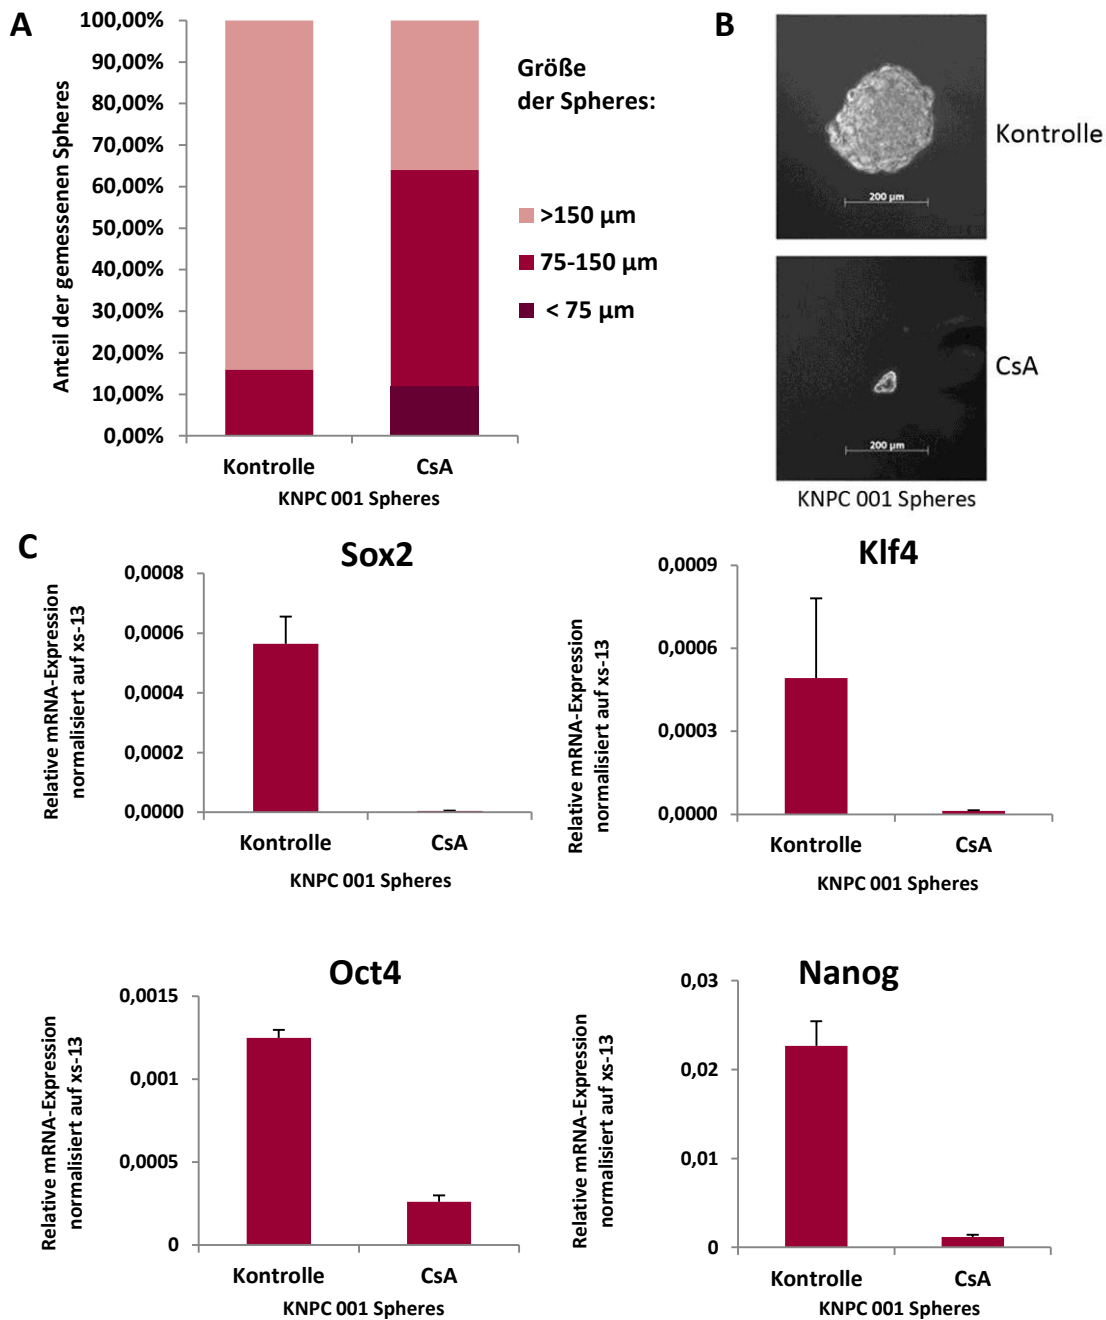 A
100,00%
90,00%
80,00%
70,00%
60,00%
50,00%
40,00%
30,00%
20,00%
10,00%
0,00%
Anteil der gemessenen Spheres
Kontrolle
CsA
KNPC 001 Spheres
Größe
der Spheres:
>150 µm
75-150 µm
< 75 µm
B
200 µm
Kontrolle
200 µm
CsA
KNPC 001 Spheres
C
Sox2
Relative mRNA-Expression
normalisiert auf xs-13
0,0008
0,0006
0,0004
0,0002
0,0000
Kontrolle
CsA
KNPC 001 Spheres
Klf4
Relative mRNA-Expression
normalisiert auf xs-13
0,0009
0,0006
0,0003
0,0000
Kontrolle
CsA
KNPC 001 Spheres
Oct4
Relative mRNA-Expression
normalisiert auf xs-13
0,0015
0,001
0,0005
0
Kontrolle
CsA
KNPC 001 Spheres
Nanog
Relative mRNA-Expression
normalisiert auf xs-13
0,03
0,02
0,01
0
Kontrolle
CsA
KNPC 001 Spheres